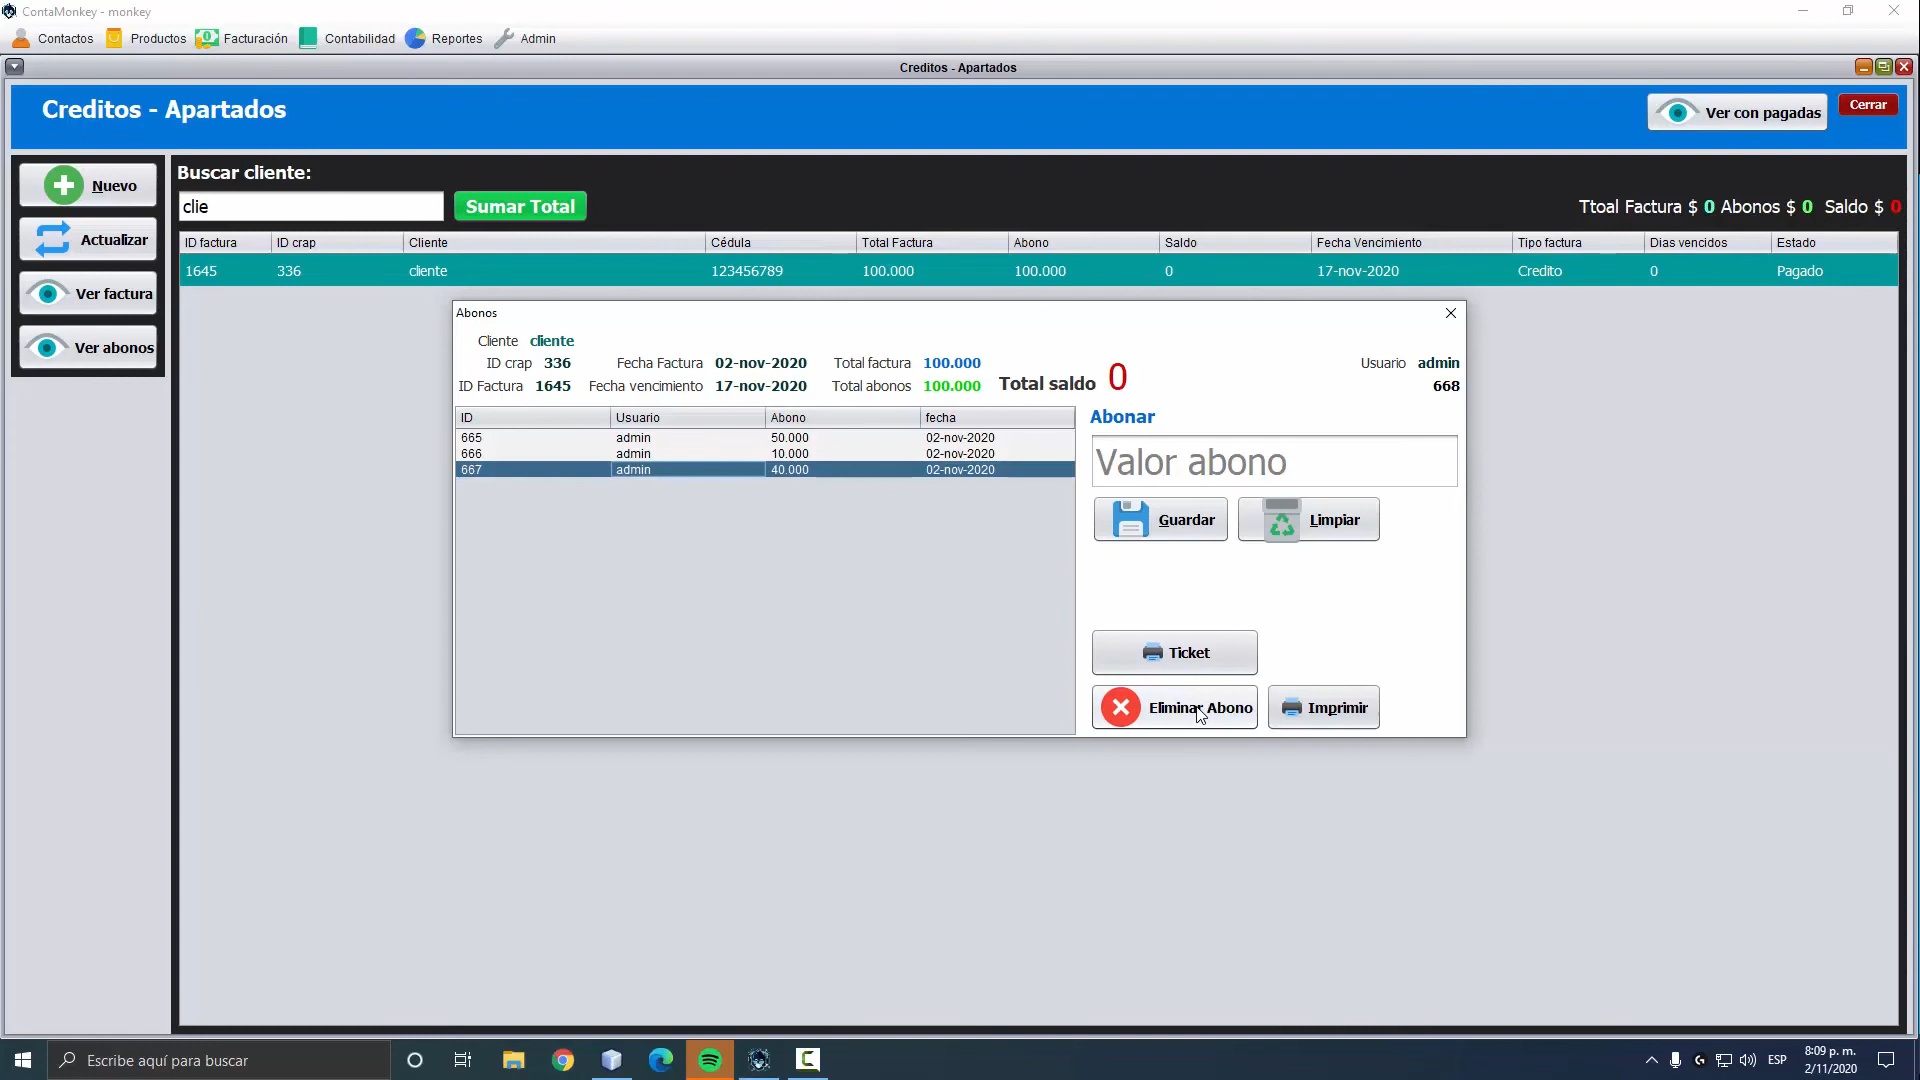 ContaMonkey - monkey
Contactos Productos Facturación Contabilidad Reportes Admin
Creditos - Apartados
Creditos - Apartados
Ver con pagadas
Cerrar
Nuevo
Actualizar
Ver factura
Ver abonos
Buscar cliente:
clie Sumar Total
Ttoal Factura $ 0 Abonos $ 0 Saldo $ 0
ID factura ID crap Cliente Cédula Total Factura Abono Saldo Fecha Vencimiento Tipo factura Dias vencidos Estado
1645 336 cliente 123456789 100.000 100.000 0 17-nov-2020 Credito 0 Pagado
Abonos
Cliente cliente
ID crap 336 Fecha Factura 02-nov-2020 Total factura 100.000 Usuario admin
ID Factura 1645 Fecha vencimiento 17-nov-2020 Total abonos 100.000 Total saldo 0 668
ID Usuario Abono fecha
665 admin 50.000 02-nov-2020
666 admin 10.000 02-nov-2020
667 admin 40.000 02-nov-2020
Abonar
Valor abono
Guardar Limpiar
Ticket
Eliminar Abono Imprimir
Escribe aquí para buscar
ESP
8:09 p. m.
2/11/2020